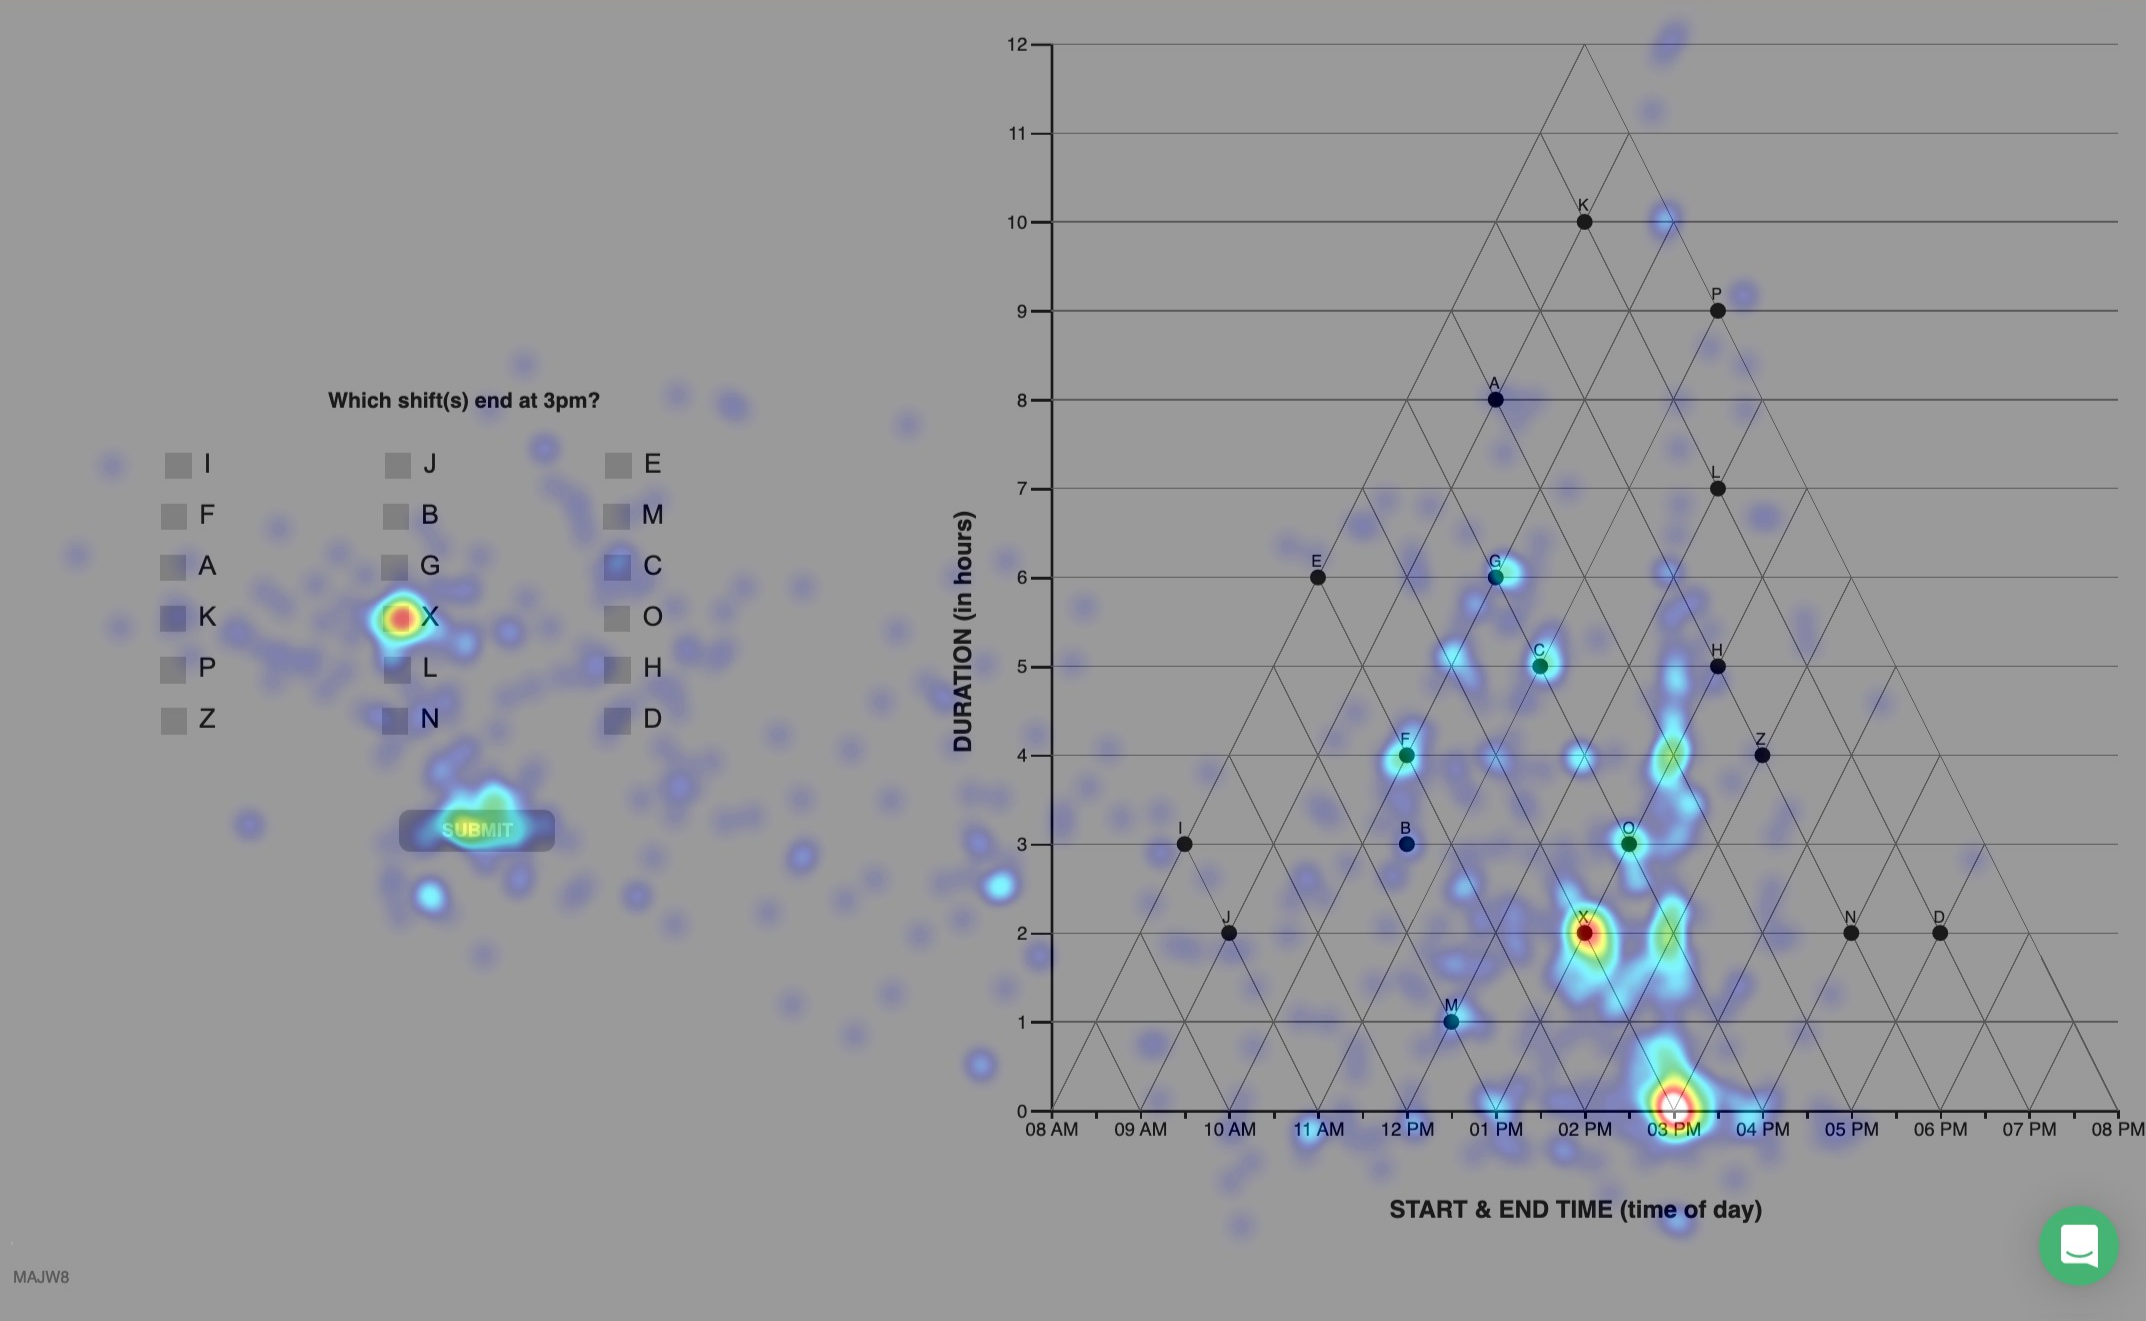 Which shift(s) end at 3pm?
I J E
F B M
A G C
K X O
P L H
Z N D
SUBMIT
MAJW8
DURATION (in hours)
12
11
10
9
8
7
6
5
4
3
2
1
0
K
P
A
L
E G
C H
F Z
I B O
J X N D
M
08 AM 09 AM 10 AM 11 AM 12 PM 01 PM 02 PM 03 PM 04 PM 05 PM 06 PM 07 PM 08 PM
START & END TIME (time of day)